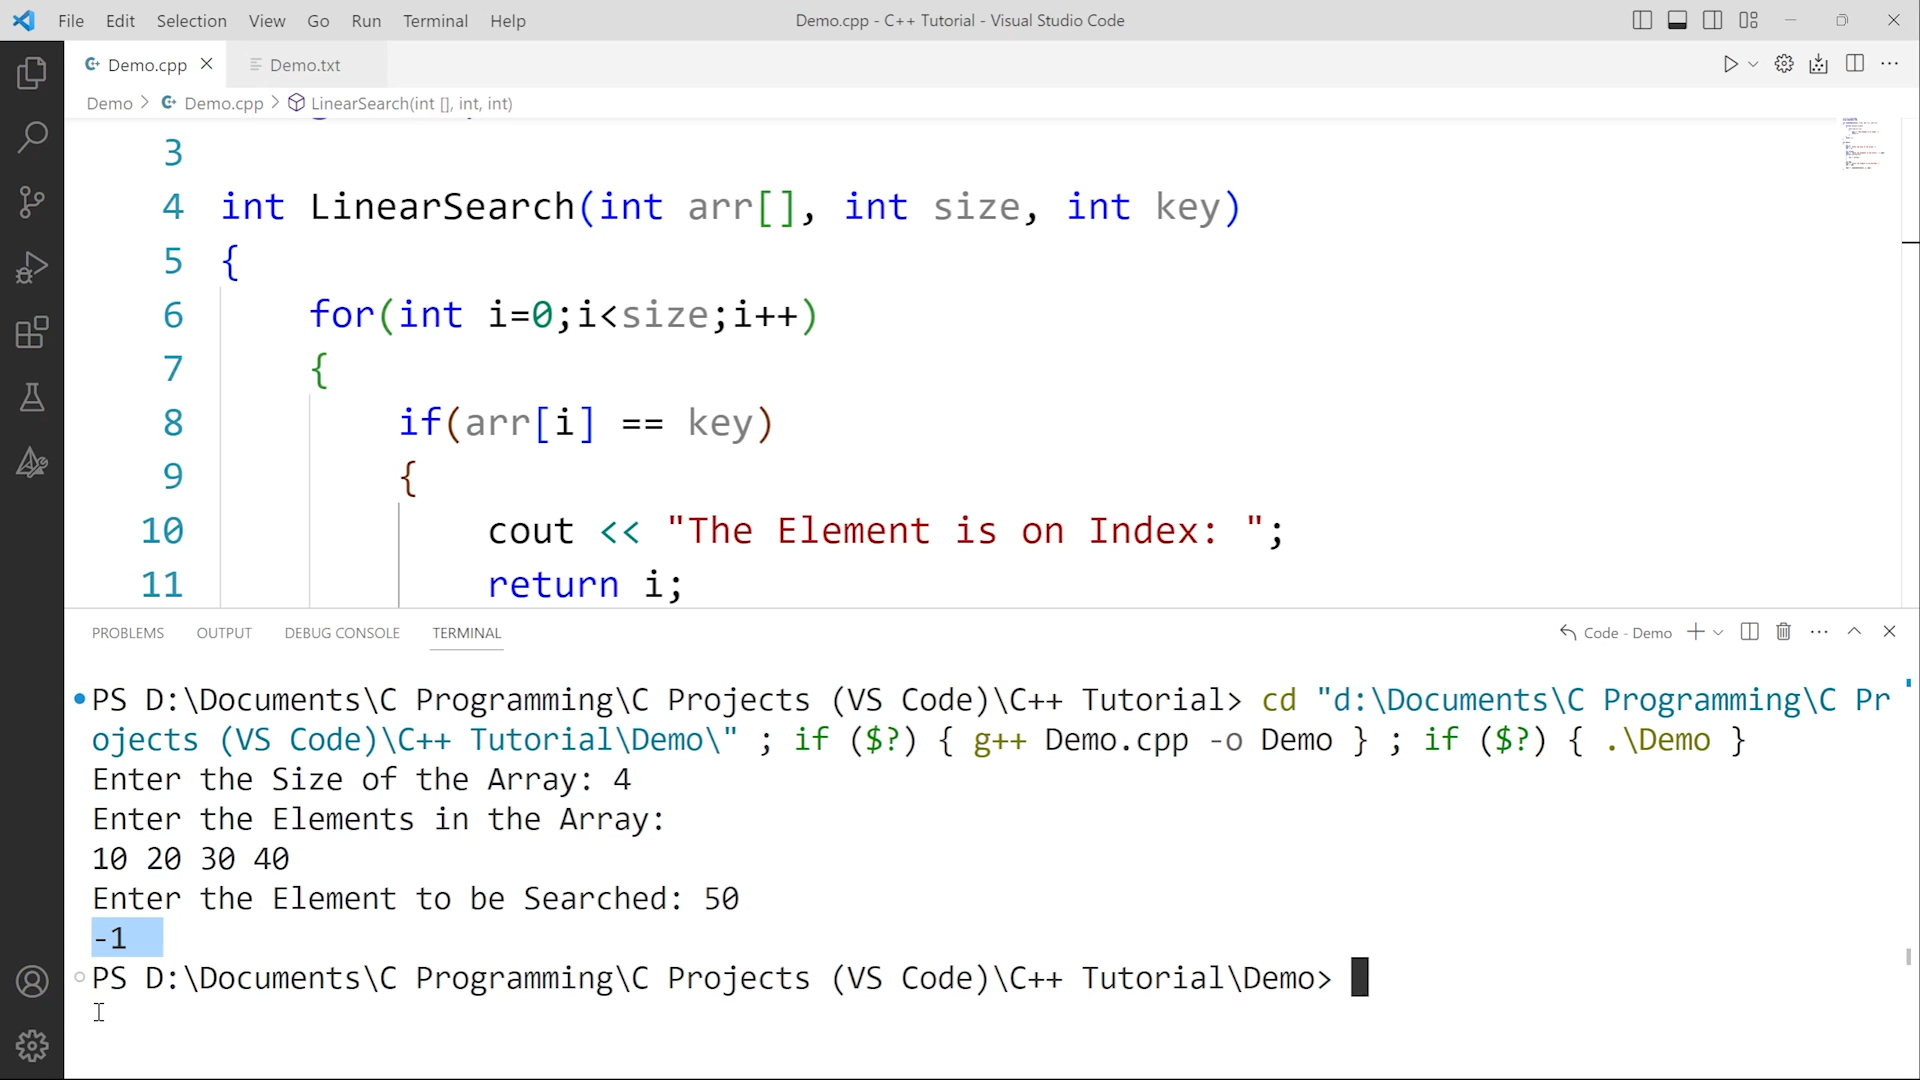 File Edit Selection View Go Run Terminal Help Demo.cpp - C++ Tutorial - Visual Studio Code
Demo.cpp Demo.txt
Demo > Demo.cpp > LinearSearch(int [], int, int)
3
4 int LinearSearch(int arr[], int size, int key)
5 {
6 for(int i=0;i<size;i++)
7 {
8 if(arr[i] == key)
9 {
10 cout << "The Element is on Index: ";
11 return i;
PROBLEMS OUTPUT DEBUG CONSOLE TERMINAL Code - Demo
PS D:\Documents\C Programming\C Projects (VS Code)\C++ Tutorial> cd "d:\Documents\C Programming\C Pr
ojects (VS Code)\C++ Tutorial\Demo\" ; if ($?) { g++ Demo.cpp -o Demo } ; if ($?) { .\Demo }
Enter the Size of the Array: 4
Enter the Elements in the Array:
10 20 30 40
Enter the Element to be Searched: 50
-1
PS D:\Documents\C Programming\C Projects (VS Code)\C++ Tutorial\Demo>